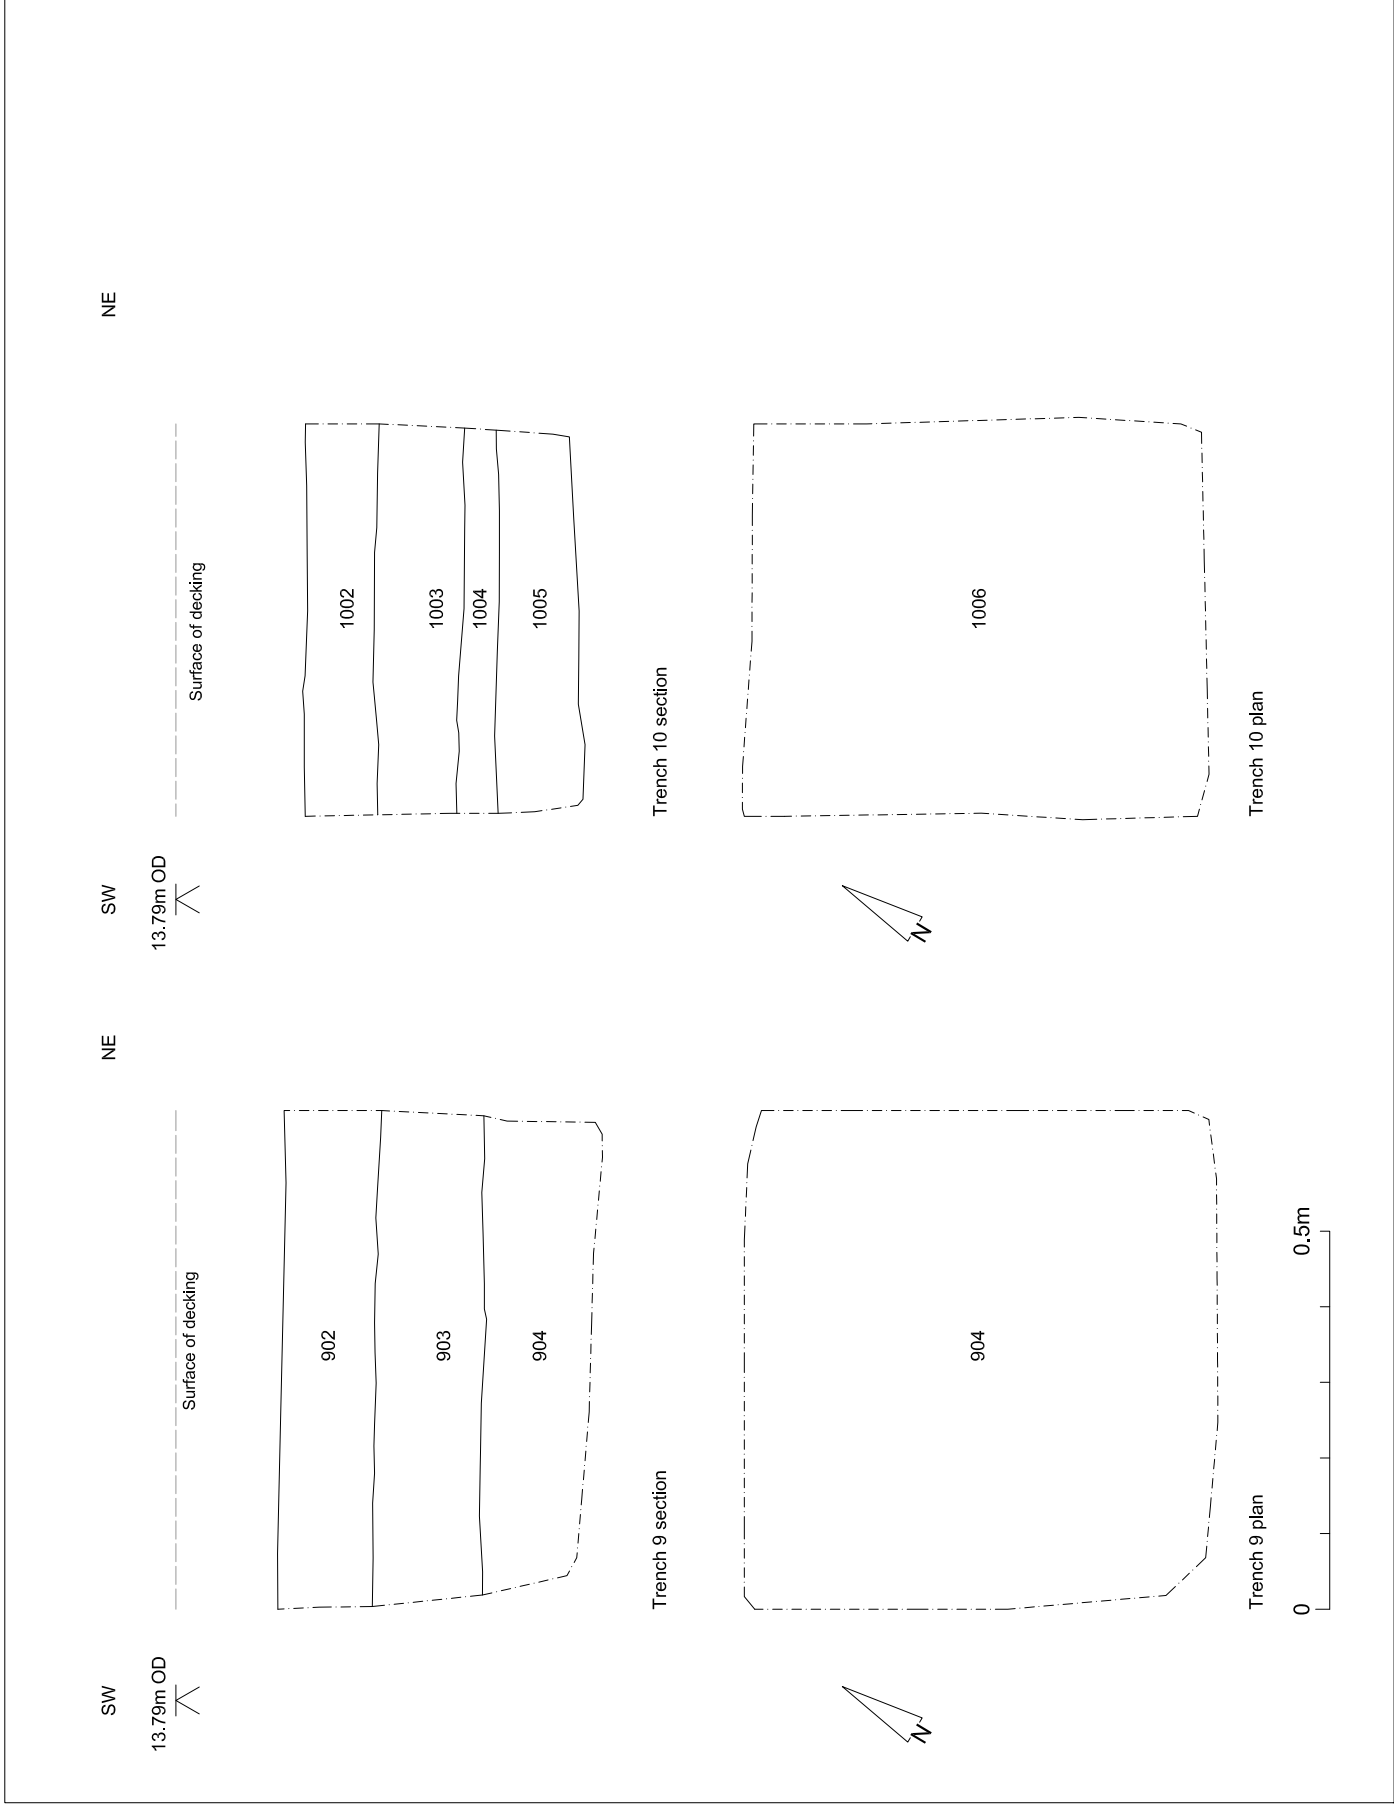 SW
NE
SW
NE
13.79m OD
13.79m OD
Surface of decking
Surface of decking
902
903
904
1002
1003
1004
1005
Trench 9 section
Trench 10 section
N
N
904
1006
Trench 9 plan
Trench 10 plan
0
0.5m